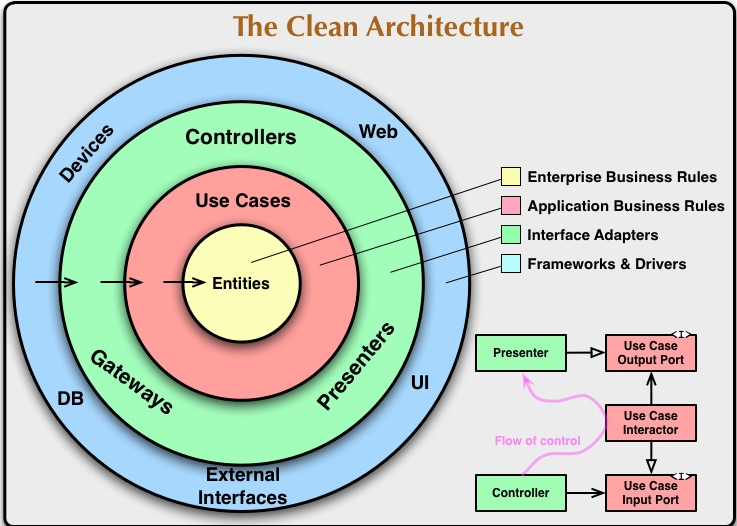 The Clean Architecture
Devices
Web
Controllers
Use Cases
Entities
Gateways
Presenters
DB
UI
External
Interfaces
Enterprise Business Rules
Application Business Rules
Interface Adapters
Frameworks & Drivers
Presenter
<I>
Use Case
Output Port
Use Case
Interactor
Flow of control
Controller
<I>
Use Case
Input Port